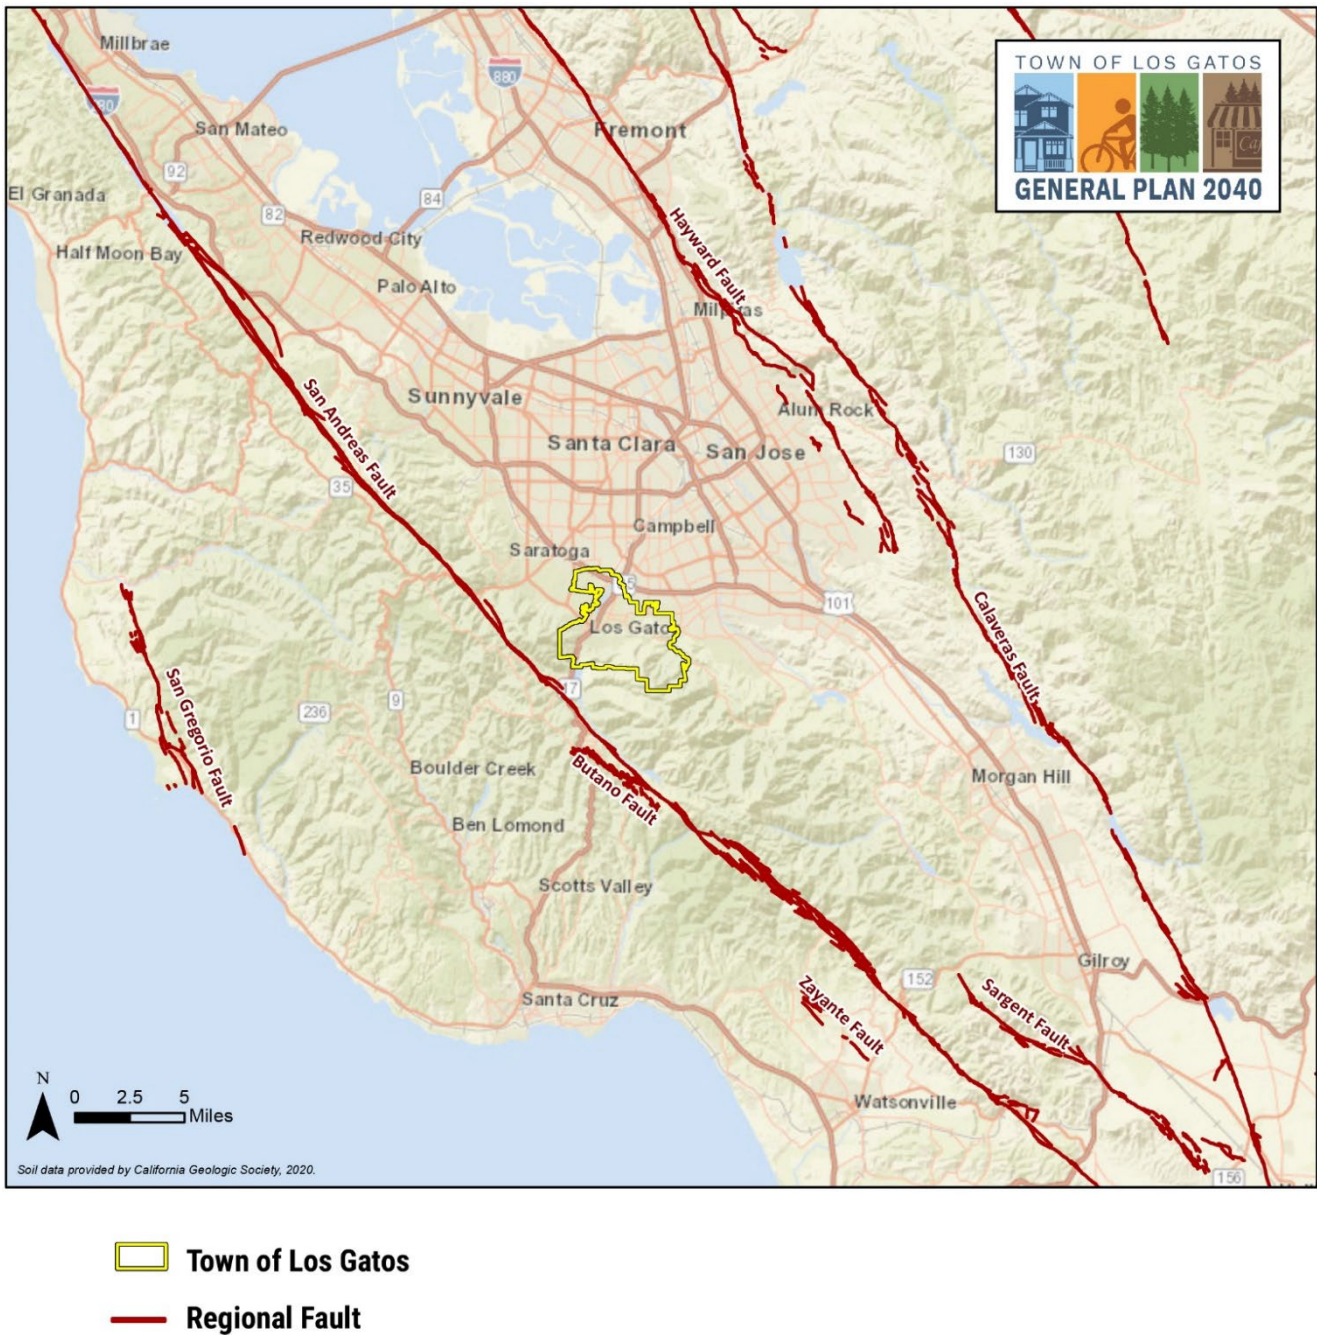 Millbrae
880
TOWN OF LOS GATOS
Caf
GENERAL PLAN 2040
San Mateo
Fremont
92
El Granada
84
82
Redwood City
Half Moon Bay
Hayward Fault
Palo Alto
San Andreas Fault
Sunnyvale
Alum Rock
Santa Clara
San Jose
130
35
Campbell
Saratoga
101
Calaveras Fault
Los Gato
17
San Gregorio Fault
9
236
1
Boulder Creek
Butano Fault
Morgan Hill
Ben Lomond
Scotts Valley
Gilroy
152
Santa Cruz
Zayante Fault
Sargent Fault
Watsonville
156
N
0 2.5 5
Miles
Soil data provided by California Geologic Society, 2020.
Town of Los Gatos
Regional Fault